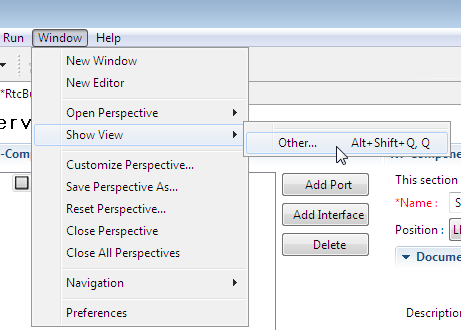 Run Window Help
New Window
*RtcBu
New Editor
Open Perspective
Show View
Other... Alt+Shift+Q, Q
Customize Perspective...
Save Perspective As...
Reset Perspective...
Close Perspective
Close All Perspectives
Navigation
Preferences
erv
-Compo
Add Port
Add Interface
Delete
This section
*Name : S
Position :
Docume
Description